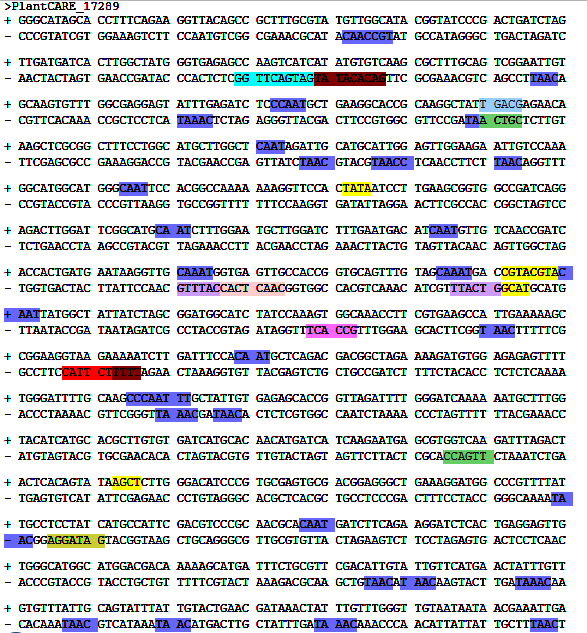 >PlantCARE_17289
+ GGGCATAGCA CCTTTCAGAA GGTTACAGCC GCTTTGCGTA TGTTGGCATA CGGTATCCCG GACTGATCTAG
- CCCGTATCGT GGAAAGTCTT CCAATGTCGG CGAAACGCAT ACAACCGTAT GCCATAGGGC TGACTAGATC
+ TTGATGATCA CTTGGCTATG GGTGAGAGCC AAGTCATCAT ATGTGTCAAG CGCTTTGCAG TCGGAATTGT
- AACTACTAGT GAACCGATAC CCACTCTCGG TTCAGTAGTA TACACAGTTC GCGAAACGTC AGCCTTAACA
+ GCAAGTGTTT GGCGAGGAGT ATTTGAGATC TCCCAATGCT GAAGGCACCG CAAGGCTATT GACGAGAACA
- CGTTCACAAA CCGCTCCTCA TAAACTCTAG AGGGTTACGA CTTCCGTGGC GTTCCGATAA CTGCTCTTGT
+ AAGCTCGCGG CTTTCCTGGC ATGCTTGGCT CAATAGATTG CATGCATTGG AGTTGGAAGA ATTGTCCAAA
- TTCGAGCGCC GAAAGGACCG TACGAACCGA GTTATCTAAC GTACGTAACC TCAACCTTCT TAACAGGTTT
+ GGCATGGCAT GGGCAATTCC ACGGCCAAAA AAAGGTTCCA CTATAATCCT TGAAGCGGTG GCCGATCAGG
- CCGTACCGTA CCCGTTAAGG TGCCGGTTTT TTTCCAAGGT GATATTAGGA ACTTCGCCAC CGGCTAGTCC
+ AGACTTGGAT TCGGCATGCA ATCTTTGGAA TGCTTGGATC TTTGAATGAC ATCAATGTTG TCAACCGATC
- TCTGAACCTA AGCCGTACGT TAGAAACCTT ACGAACCTAG AAACTTACTG TAGTTACAAC AGTTGGCTAG
+ ACCACTGATG AATAAGGTTG CAAATGGTGA GTTGCCACCG GTGCAGTTTG TAGCAAATGA CCGTACGTAC
- TGGTGACTAC TTATTCCAAC GTTTACCACT CAACGGTGGC CACGTCAAAC ATCGTTTACT GGCATGCATG
+ AATTATGGCT ATTATCTAGC GGATGGCATC TATCCAAAGT GGCAAACCTT CGTGAAGCCA TTGAAAAAGC
- TTAATACCGA TAATAGATCG CCTACCGTAG ATAGGTTTCA CCGTTTGGAA GCACTTCGGT AACTTTTTCG
+ CGGAAGGTAA GAAAAATCTT GATTTCCACA ATGCTCAGAC GACGGCTAGA AAAGATGTGG AGAGAGTTTT
- GCCTTCCATT CTTTTTAGAA CTAAAGGTGT TACGAGTCTG CTGCCGATCT TTTCTACACC TCTCTCAAAA
+ TGGGATTTTG CAAGCCCAAT TTGCTATTGT GAGAGCACCG GTTAGATTTT GGGATCAAAA AATGCTTTGG
- ACCCTAAAAC GTTCGGGTTA AACGATAACA CTCTCGTGGC CAATCTAAAA CCCTAGTTTT TTACGAAACC
+ TACATCATGC ACGCTTGTGT GATCATGCAC AACATGATCA TCAAGAATGA GCGTGGTCAA GATTTAGACT
- ATGTAGTACG TGCGAACACA CTAGTACGTG TTGTACTAGT AGTTCTTACT CGCACCAGTT CTAAATCTGA
+ ACTCACAGTA TAAGCTCTTG GGACATCCCG TGCGAGTGCG ACGGAGGGCT GAAAGGATGG CCCGTTTTAT
- TGAGTGTCAT ATTCGAGAAC CCTGTAGGGC ACGCTCACGC TGCCTCCCGA CTTTCCTACC GGGCAAAATA
+ TGCCTCCTAT CATGCCATTC GACGTCCCGC AACGCACAAT GATCTTCAGA AGGATCTCAC TGAGGAGTTG
- ACGGAGGATA GTACGGTAAG CTGCAGGGCG TTGCGTGTTA CTAGAAGTCT TCCTAGAGTG ACTCCTCAAC
+ TGGGCATGGC ATGGACGACA AAAAGCATGA TTTCTGCGTT CGACATTGTA TTGTTCATGA ACTATTTGTT
- ACCCGTACCG TACCTGCTGT TTTTCGTACT AAAGACGCAA GCTGTAACAT AACAAGTACT TGATAAACAA
+ GTGTTTATTG CAGTATTTAT TGTACTGAAC GATAAACTAT TTGTTTGGGT TTGTAATAATA ACGAAATTGA
- CACAAATAAC GTCATAAATA ACATGACTTG CTATTTGATA AACAAACCCA ACATTATTAT TGCTTTAACT